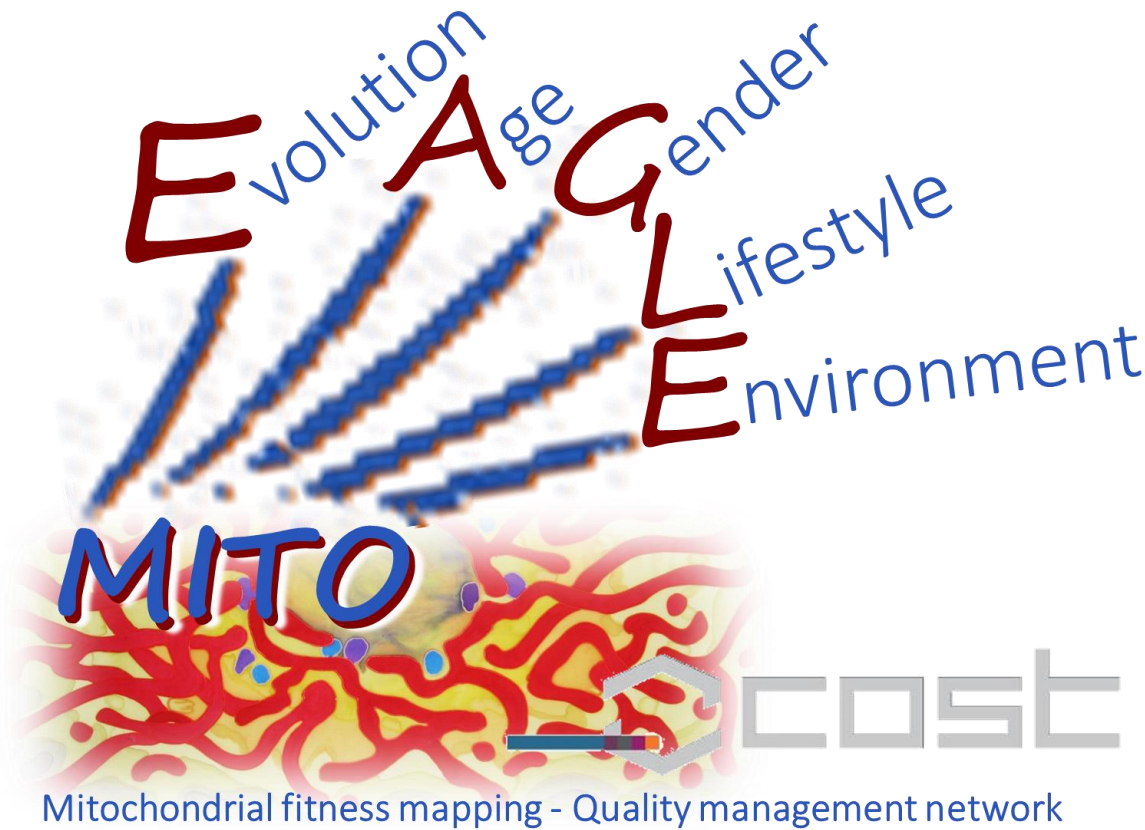 Evolution
Age
Gender
Lifestyle
Environment
MITO
cost
Mitochondrial fitness mapping - Quality management network